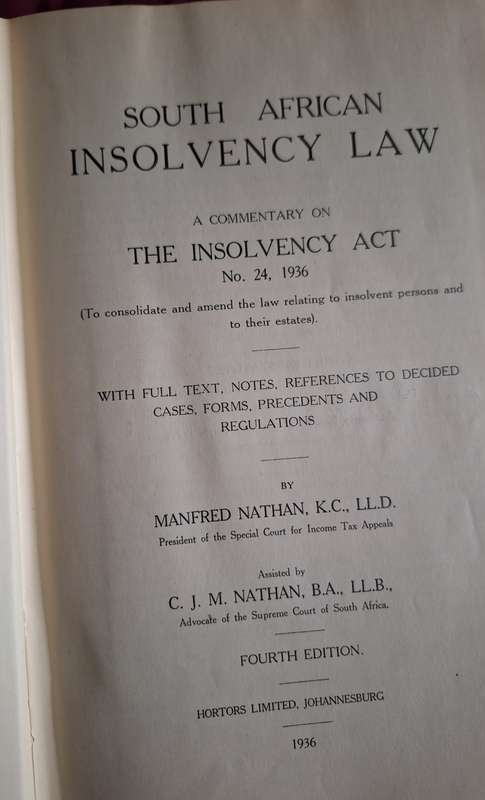 SOUTH AFRICAN
INSOLVENCY LAW
A COMMENTARY ON
THE INSOLVENCY ACT
No. 24, 1936
(To consolidate and amend the law relating to insolvent persons and
to their estates).
WITH FULL TEXT, NOTES, REFERENCES TO DECIDED
CASES, FORMS, PRECEDENTS AND
REGULATIONS
BY
MANFRED NATHAN, K.C., LL.D.
President of the Special Court for Income Tax Appeals
Assisted by
C. J. M. NATHAN, B.A., LL.B.,
Advocate of the Supreme Court of South Africa.
FOURTH EDITION.
HORTORS LIMITED, JOHANNESBURG
1936